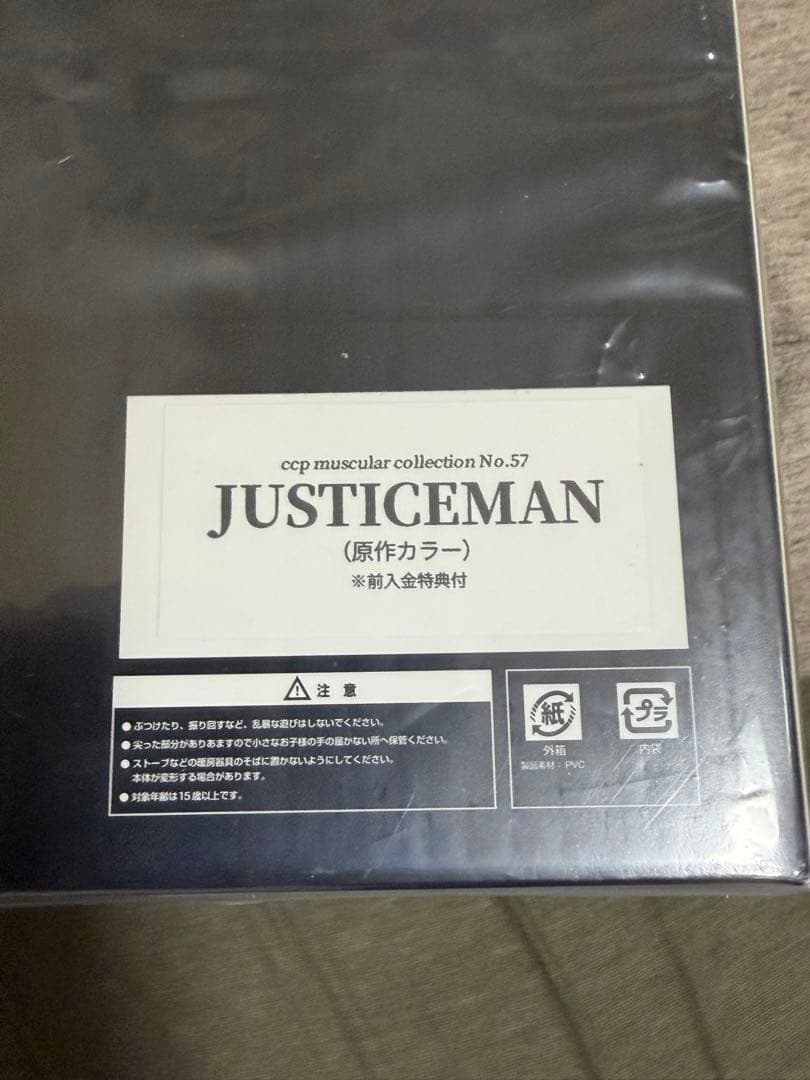 ccp muscular collection No.57
JUSTICEMAN
（原作カラー）
※前入金特典付
注 意
● ぶつけたり、振り回すなど、乱暴な遊びはしないでください。
● 尖った部分がありあますので小さなお子様の手の届かない所へ保管ください。
● ストーブなどの暖房器具のそばに置かないようにしてください。
本体が変形する場合があります。
● 対象年齢は15歳以上です。
紙
外箱
プラ
内袋
製品素材：PVC